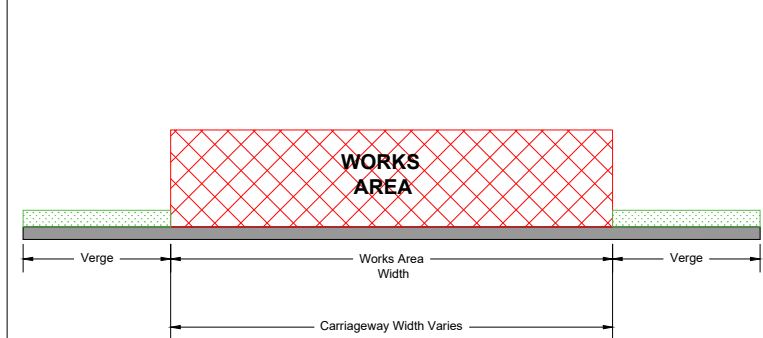 WORKS
AREA
Verge
Works Area
Width
Verge
Carriageway Width Varies